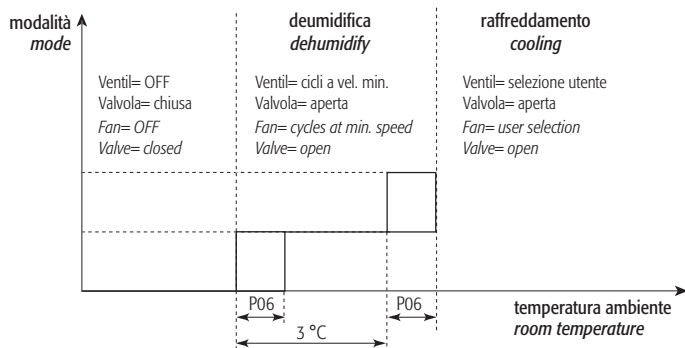 modalità
mode
deumidifica
dehumidify
raffreddamento
cooling
Ventil= OFF
Valvola= chiusa
Fan= OFF
Valve= closed
Ventil= cicli a vel. min.
Valvola= aperta
Fan= cycles at min. speed
Valve= open
Ventil= selezione utente
Valvola= aperta
Fan= user selection
Valve= open
P06
P06
3 °C
temperatura ambiente
room temperature